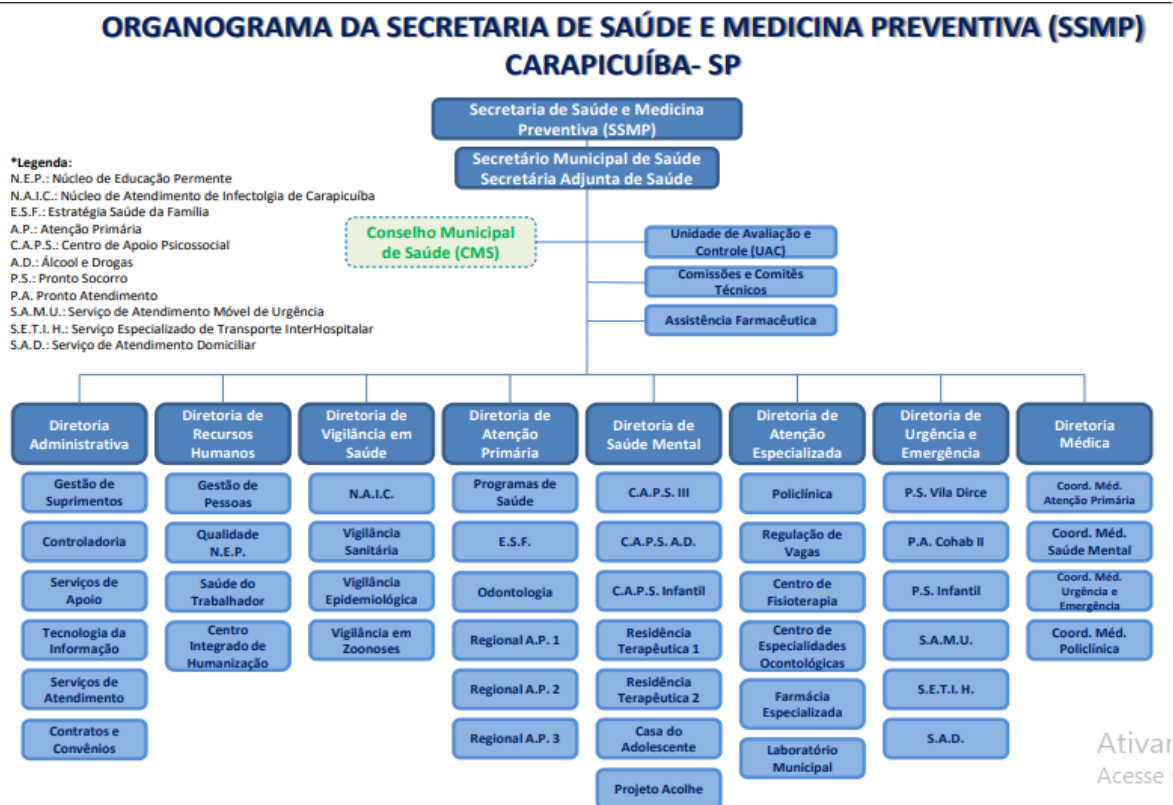 ORGANOGRAMA DA SECRETARIA DE SAÚDE E MEDICINA PREVENTIVA (SSMP)
CARAPICUÍBA- SP
Secretaria de Saúde e Medicina
Preventiva (SSMP)
Secretário Municipal de Saúde
Secretária Adjunta de Saúde
*Legenda:
N.E.P.: Núcleo de Educação Permente
N.A.I.C.: Núcleo de Atendimento de Infectolgia de Carapicuíba
E.S.F.: Estratégia Saúde da Família
A.P.: Atenção Primária
C.A.P.S.: Centro de Apoio Psicossocial
A.D.: Álcool e Drogas
P.S.: Pronto Socorro
P.A. Pronto Atendimento
S.A.M.U.: Serviço de Atendimento Móvel de Urgência
S.E.T.I. H.: Serviço Especializado de Transporte InterHospitalar
S.A.D.: Serviço de Atendimento Domiciliar
Conselho Municipal
de Saúde (CMS)
Unidade de Avaliação e
Controle (UAC)
Comissões e Comitês
Técnicos
Assistência Farmacêutica
Diretoria
Administrativa
Gestão de
Suprimentos
Controladoria
Serviços de
Apoio
Tecnologia da
Informação
Serviços de
Atendimento
Contratos e
Convênios
Diretoria de
Recursos
Humanos
Gestão de
Pessoas
Qualidade
N.E.P.
Saúde do
Trabalhador
Centro
Integrado de
Humanização
Diretoria de
Vigilância em
Saúde
N.A.I.C.
Vigilância
Sanitária
Vigilância
Epidemiológica
Vigilância em
Zoonoses
Diretoria de
Atenção
Primária
Programas de
Saúde
E.S.F.
Odontologia
Regional A.P. 1
Regional A.P. 2
Regional A.P. 3
Diretoria de
Saúde Mental
C.A.P.S. III
C.A.P.S. A.D.
C.A.P.S. Infantil
Residência
Terapêutica 1
Residência
Terapêutica 2
Casa do
Adolescente
Projeto Acolhe
Diretoria de
Atenção
Especializada
Policlínica
Regulação de
Vagas
Centro de
Fisioterapia
Centro de
Especialidades
Ocontológicas
Farmácia
Especializada
Laboratório
Municipal
Diretoria de
Urgência e
Emergência
P.S. Vila Dirce
P.A. Cohab II
P.S. Infantil
S.A.M.U.
S.E.T.I. H.
S.A.D.
Diretoria
Médica
Coord. Méd.
Atenção Primária
Coord. Méd.
Saúde Mental
Coord. Méd.
Urgência e
Emergência
Coord. Méd.
Policlínica
Ativar
Acesse